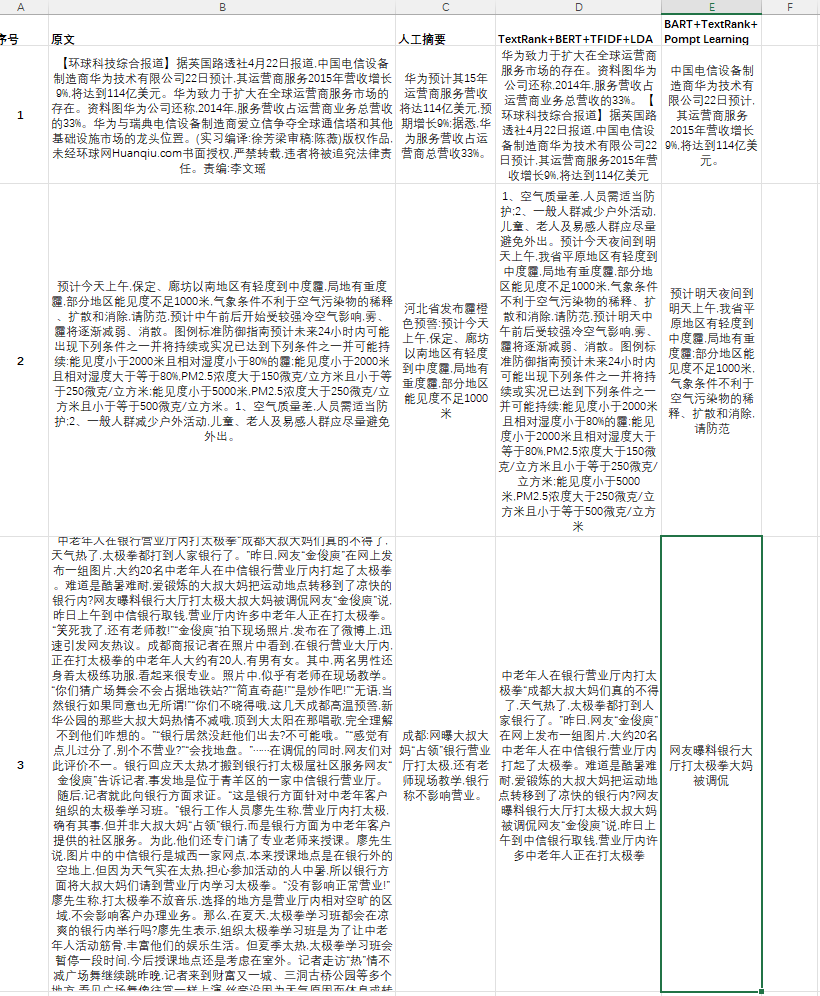 A B C D E F
序号
原文
人工摘要
TextRank+BERT+TFIDF+LDA
BART+TextRank+
Pompt Learning
1
【环球科技综合报道】据英国路透社4月22日报道,中国电信设备
制造商华为技术有限公司22日预计,其运营商服务2015年营收增长
9%,将达到114亿美元。华为致力于扩大在全球运营商服务市场的
存在。资料图华为公司还称,2014年,服务营收占运营商业务总营收
的33%。华为与瑞典电信设备制造商爱立信争夺全球通信塔和其他
基础设施市场的龙头位置。(实习编译:徐芳梁审稿:陈薇)版权作品,
未经环球网Huanqiu.com书面授权,严禁转载,违者将被追究法律责
任。责编:李文瑶
华为预计其15年
运营商服务营收
将达114亿美元,预
期增长9%;据悉,华
为服务营收占运
营商总营收33%。
华为致力于扩大在全球运营商
服务市场的存在。资料图华为
公司还称,2014年,服务营收占
运营商业务总营收的33%。【
环球科技综合报道】据英国路
透社4月22日报道,中国电信设
备制造商华为技术有限公司22
日预计,其运营商服务2015年营
收增长9%,将达到114亿美元
中国电信设备制
造商华为技术有
限公司22日预计,
其运营商服务
2015年营收增长
9%,将达到114亿美
元。
2
预计今天上午,保定、廊坊以南地区有轻度到中度霾,局地有重度
霾,部分地区能见度不足1000米,气象条件不利于空气污染物的稀释
、扩散和消除,请防范,预计中午前后开始受较强冷空气影响,雾、
霾将逐渐减弱、消散。图例标准防御指南预计未来24小时内可能
出现下列条件之一并将持续或实况已达到下列条件之一并可能持
续:能见度小于2000米且相对湿度小于80%的霾;能见度小于2000米
且相对湿度大于等于80%,PM2.5浓度大于150微克/立方米且小于等
于250微克/立方米;能见度小于5000米,PM2.5浓度大于250微克/立
方米且小于等于500微克/立方米。1、空气质量差,人员需适当防
护;2、一般人群减少户外活动,儿童、老人及易感人群应尽量避免
外出。
河北省发布霾橙
色预警:预计今天
上午,保定、廊坊
以南地区有轻度
到中度霾,局地有
重度霾,部分地区
能见度不足1000
米
1、空气质量差,人员需适当防
护;2、一般人群减少户外活动,
儿童、老人及易感人群应尽量
避免外出。预计今天夜间到明
天上午,我省平原地区有轻度到
中度霾,局地有重度霾,部分地
区能见度不足1000米,气象条件
不利于空气污染物的稀释、扩
散和消除,请防范,预计明天中
午前后受较强冷空气影响,雾、
霾将逐渐减弱、消散。图例标
准防御指南预计未来24小时内
可能出现下列条件之一并将持
续或实况已达到下列条件之一
并可能持续:能见度小于2000米
且相对湿度小于80%的霾;能见
度小于2000米且相对湿度大于
等于80%,PM2.5浓度大于150微
克/立方米且小于等于250微克/
立方米;能见度小于5000
米,PM2.5浓度大于250微克/立
方米且小于等于500微克/立方
米
预计明天夜间到
明天上午,我省平
原地区有轻度到
中度霾,局地有重
度霾;部分地区能
见度不足1000米,
气象条件不利于
空气污染物的稀
释、扩散和消除,
请防范
3
中老年人在银行营业厅内打太极拳“成都大叔大妈们真的不得了,
天气热了,太极拳都打到人家银行了。”昨日,网友“金俊庾”在网上发
布一组图片,大约20名中老年人在中信银行营业厅内打起了太极拳
。难道是酷暑难耐,爱锻炼的大叔大妈把运动地点转移到了凉快的
银行内?网友曝料银行大厅打太极大叔大妈被调侃网友“金俊庾”说,
昨日上午到中信银行取钱,营业厅内许多中老年人正在打太极拳。
“笑死我了,还有老师教!”“金俊庾”拍下现场照片,发布在了微博上,迅
速引发网友热议。成都商报记者在照片中看到,在银行营业大厅内,
正在打太极拳的中老年人大约有20人,有男有女。其中,两名男性还
身着太极练功服,看起来很专业。照片中,似乎有老师在现场教学。
“你们猜广场舞会不会占据地铁站?”“简直奇葩!”“是炒作吧!”“无语,当
然银行如果同意也无所谓!”“你们不晓得哦,这几天成都高温预警,新
华公园的那些大叔大妈热情不减哦,顶到大太阳在那唱歌,完全理解
不到他们咋想的。”“银行居然没赶他们出去?不可能哦。”“感觉有
点儿过分了,别个不营业?”“会找地盘。”……在调侃的同时,网友们对
此评价不一。银行回应天太热才搬到银行打太极拳属社区服务网友“
金俊庾”告诉记者,事发地是位于青羊区的一家中信银行营业厅。
随后,记者就此向银行方面求证。“这是银行方面针对中老年客户
组织的太极拳学习班。”银行工作人员廖先生称,营业厅内打太极,
确有其事,但并非大叔大妈“占领”银行,而是银行方面为中老年客户
提供的社区服务。为此,他们还专门请了专业老师来授课。廖先生
说,图片中的中信银行是城西一家网点,本来授课地点是在银行外的
空地上,但因为天气实在太热,担心参加活动的人中暑,所以银行方
面将大叔大妈们请到营业厅内学习太极拳。“没有影响正常营业!”
廖先生称,打太极拳不放音乐,选择的地方是营业厅内相对空旷的区
域,不会影响客户办理业务。那么,在夏天,太极拳学习班都会在凉
爽的银行内举行吗?廖先生表示,组织太极拳学习班是为了让中老
年人活动筋骨,丰富他们的娱乐生活。但夏季太热,太极拳学习班会
暂停一段时间,今后授课地点还是考虑在室外。记者走访“热”情不
减广场舞继续跳昨晚,记者来到财富又一城、三洞古桥公园等多个
地方,看见广场舞像往常一样上演,丝毫没因为天气原因而休息或转
成都:网曝大叔大
妈“占领”银行营业
厅打太极,还有老
师现场教学,银行
称不影响营业。
中老年人在银行营业厅内打太
极拳“成都大叔大妈们真的不得
了,天气热了,太极拳都打到人
家银行了。”昨日,网友“金俊庾”
在网上发布一组图片,大约20名
中老年人在中信银行营业厅内
打起了太极拳。难道是酷暑难
耐,爱锻炼的大叔大妈把运动地
点转移到了凉快的银行内?网友
曝料银行大厅打太极大叔大妈
被调侃网友“金俊庾”说,昨日上
午到中信银行取钱,营业厅内许
多中老年人正在打太极拳
网友曝料银行大
厅打太极拳大妈
被调侃